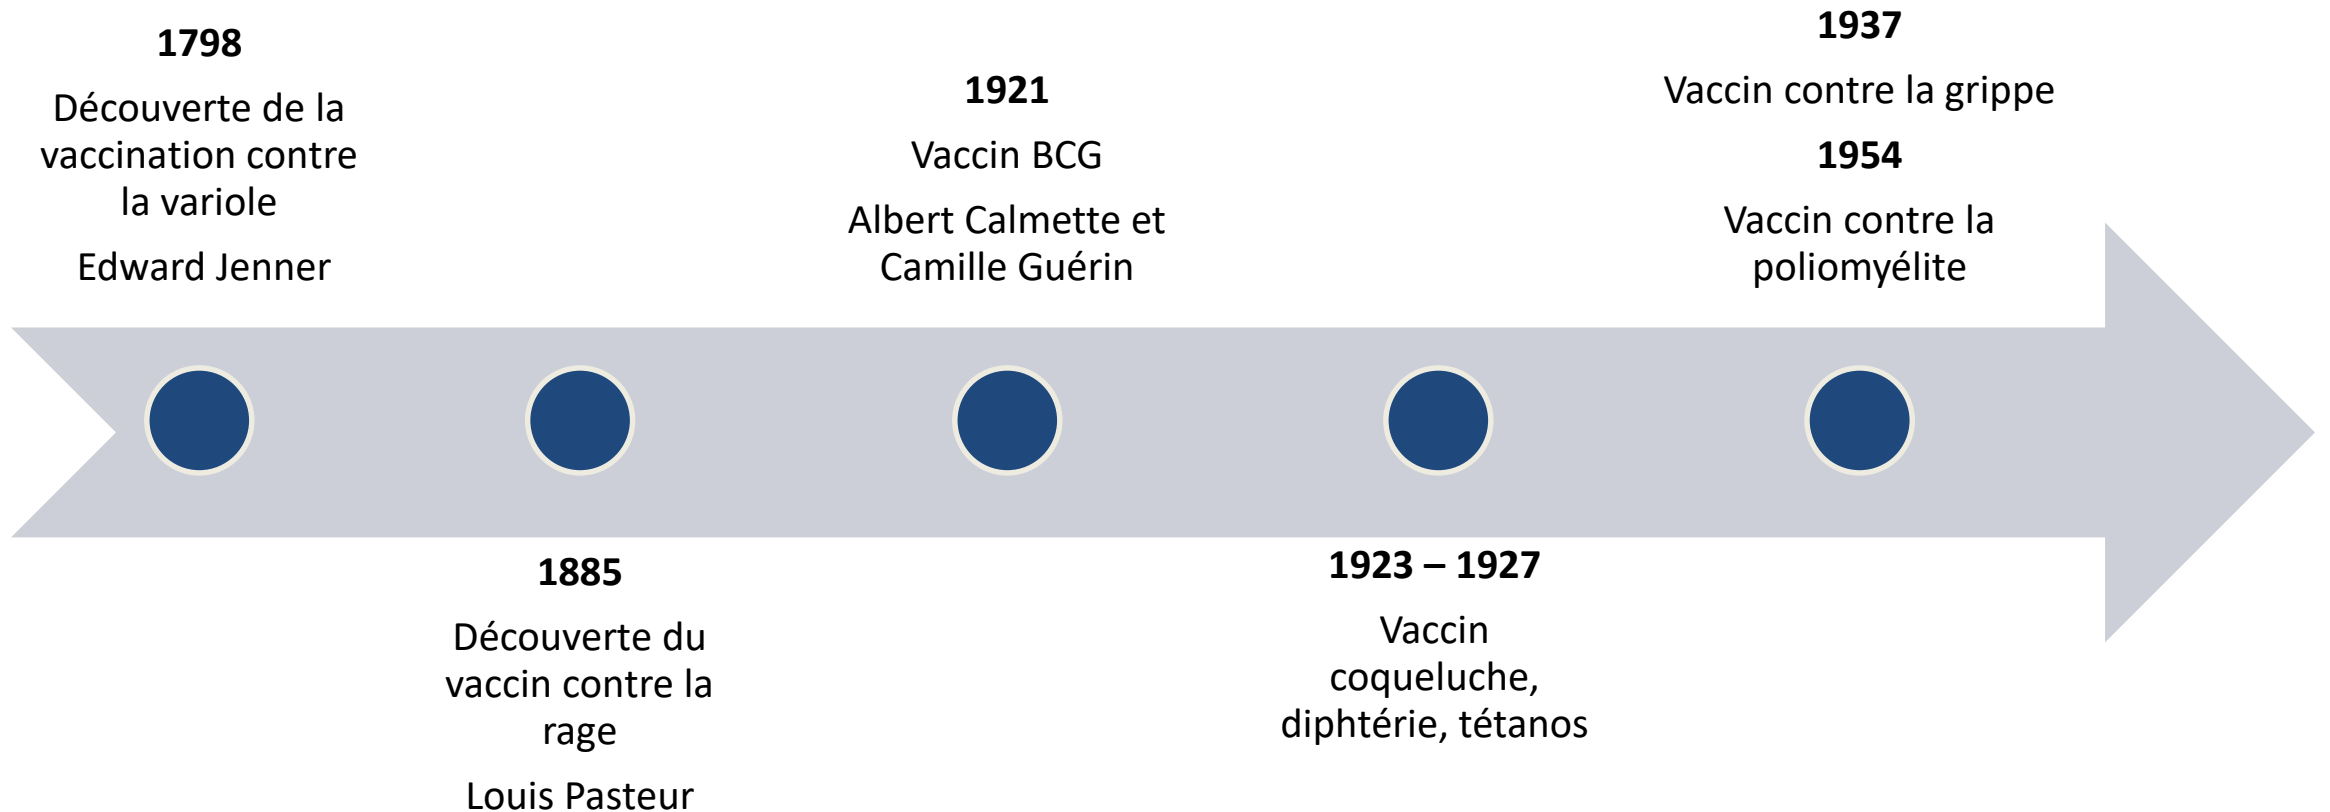 1798
Découverte de la
vaccination contre
la variole
Edward Jenner
1885
Découverte du
vaccin contre la
rage
Louis Pasteur
1921
Vaccin BCG
Albert Calmette et
Camille Guérin
1923 – 1927
Vaccin
coqueluche,
diphtérie, tétanos
1937
Vaccin contre la grippe
1954
Vaccin contre la
poliomyélite